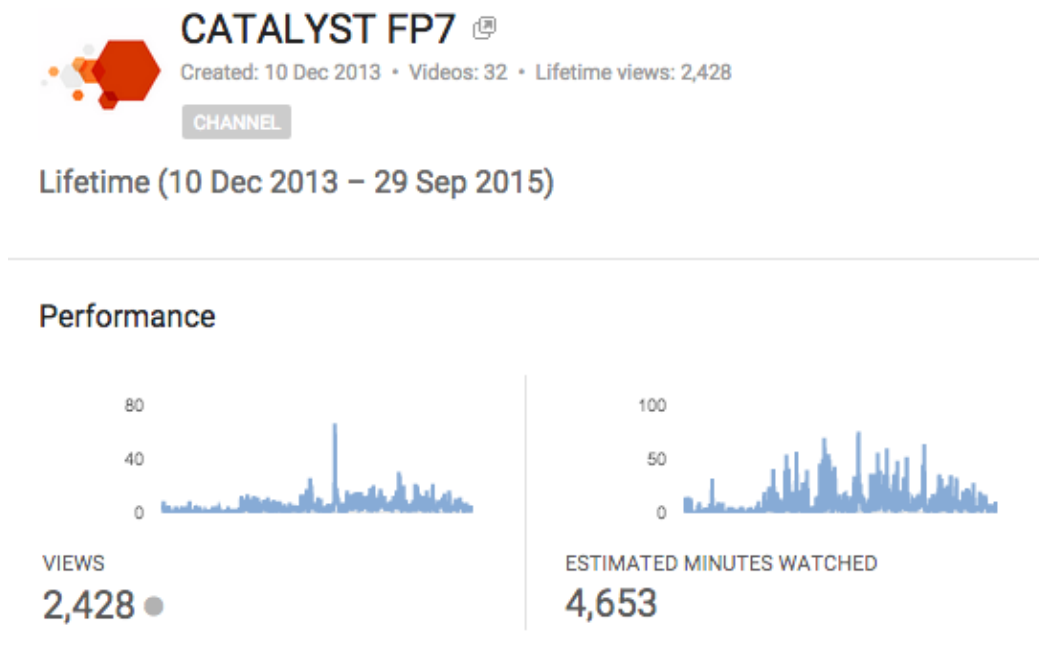 CATALYST FP7
Created: 10 Dec 2013 • Videos: 32 • Lifetime views: 2,428
CHANNEL
Lifetime (10 Dec 2013 – 29 Sep 2015)
Performance
80
40
0
VIEWS
2,428
100
50
0
ESTIMATED MINUTES WATCHED
4,653